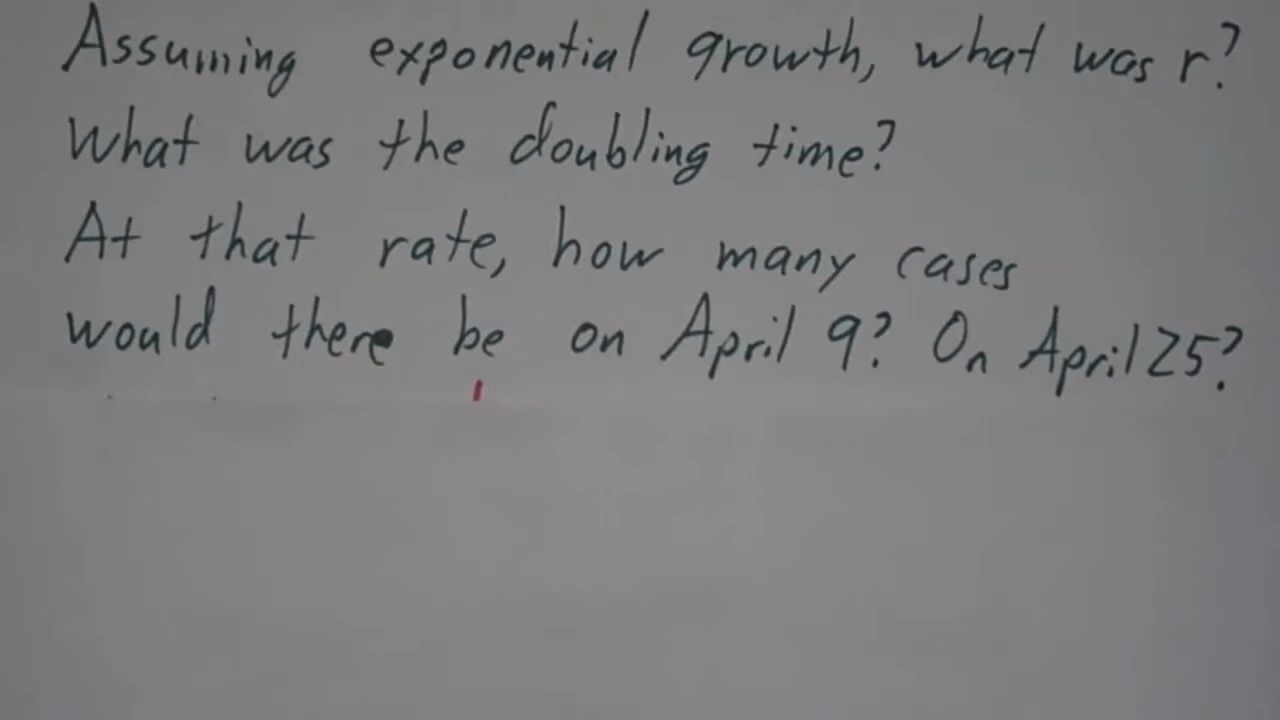 Assuming exponential growth, what was r?
What was the doubling time?
At that rate, how many cases
would there be on April 9? On April 25?